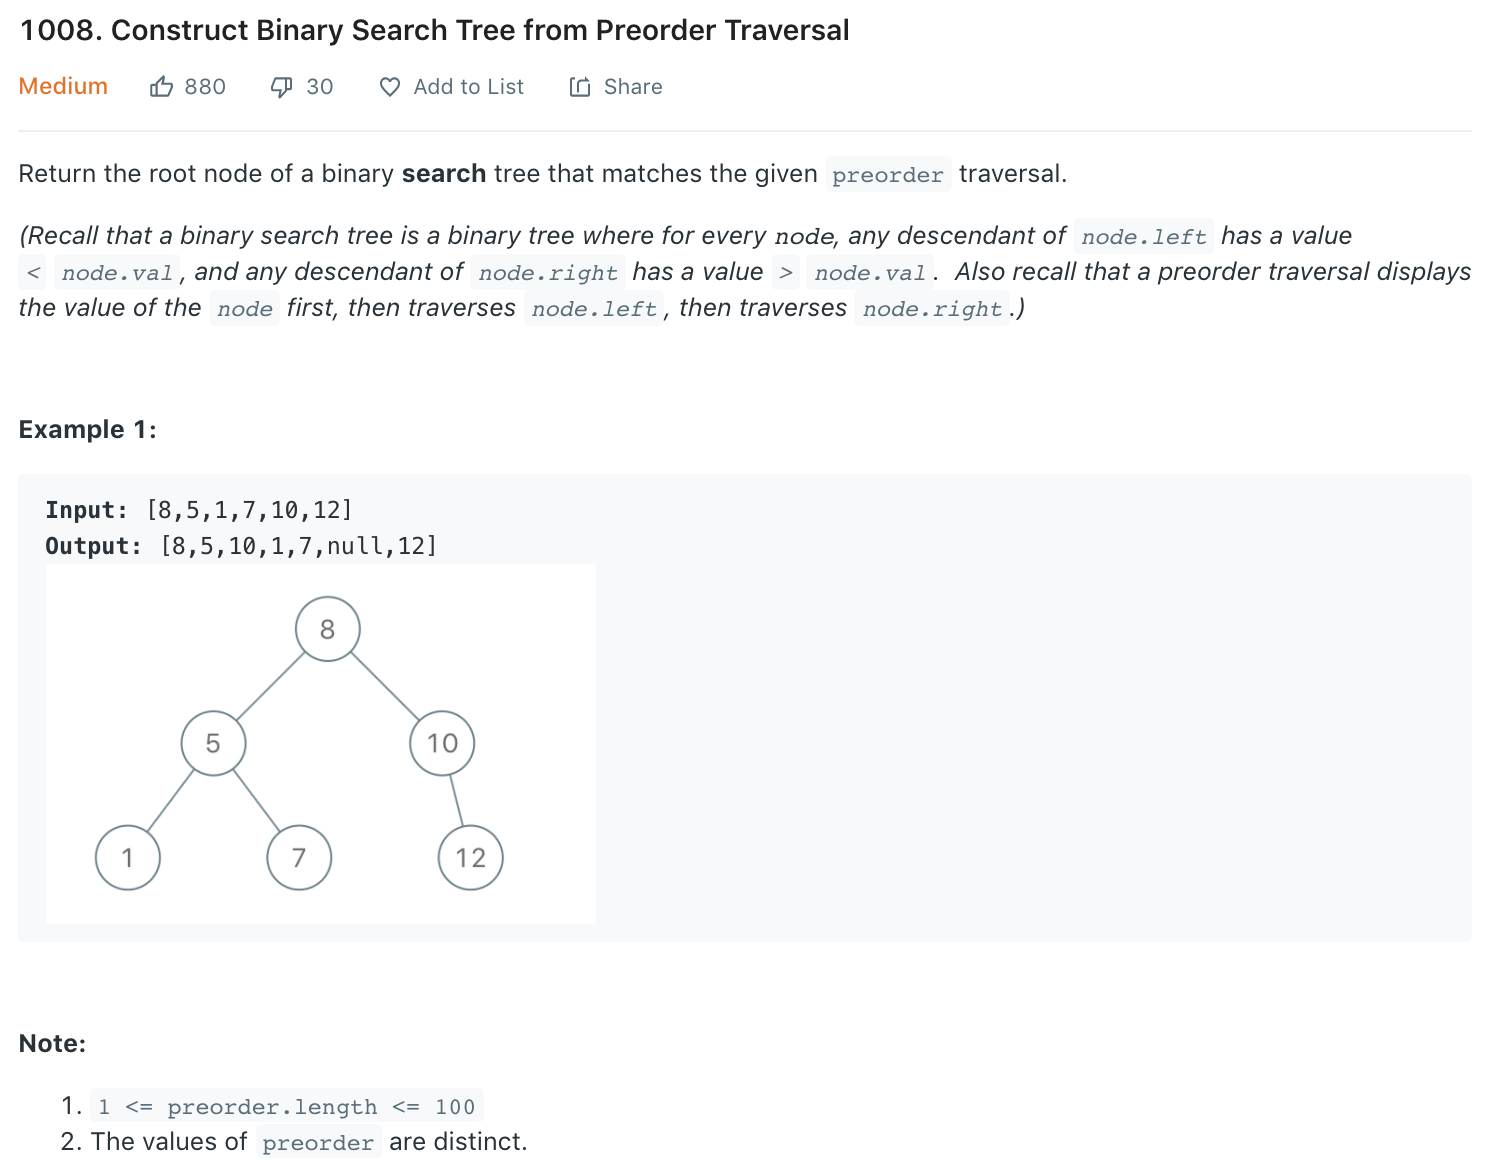 1008. Construct Binary Search Tree from Preorder Traversal
Medium 880 30 Add to List Share
Return the root node of a binary search tree that matches the given preorder traversal.
(Recall that a binary search tree is a binary tree where for every node, any descendant of node.left has a value
< node.val, and any descendant of node.right has a value > node.val. Also recall that a preorder traversal displays
the value of the node first, then traverses node.left, then traverses node.right.)
Example 1:
Input: [8,5,1,7,10,12]
Output: [8,5,10,1,7,null,12]
8
5 10
1 7 12
Note:
1. 1 <= preorder.length <= 100
2. The values of preorder are distinct.